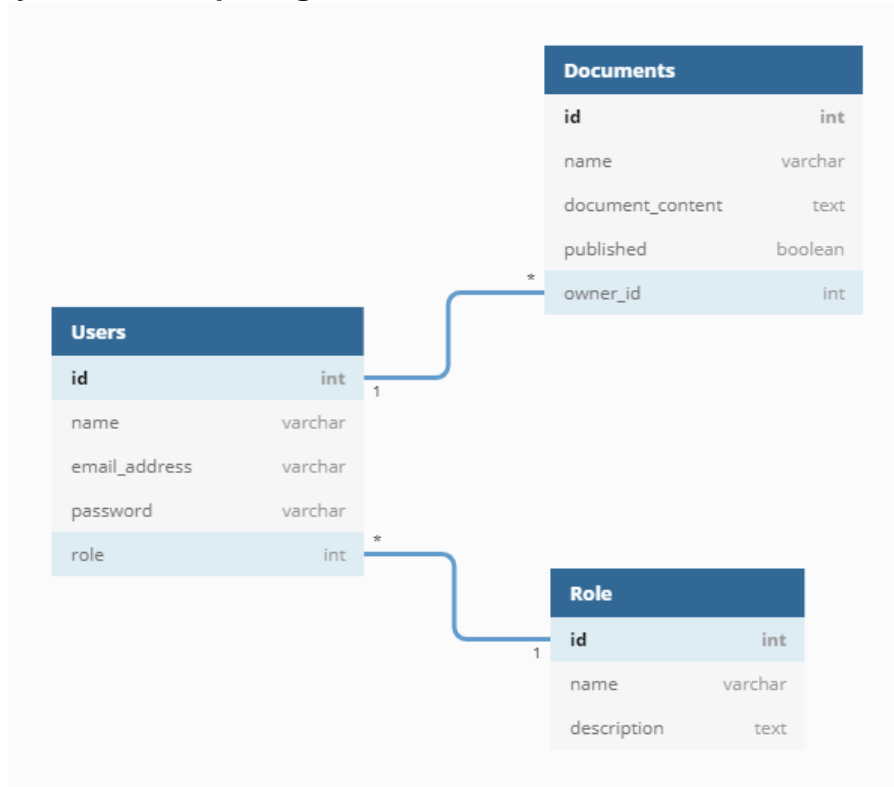 Documents
id int
name varchar
document_content text
published boolean
* owner_id int
Users
id int
1
name varchar
email_address varchar
password varchar
role int *
Role
id int
1
name varchar
description text